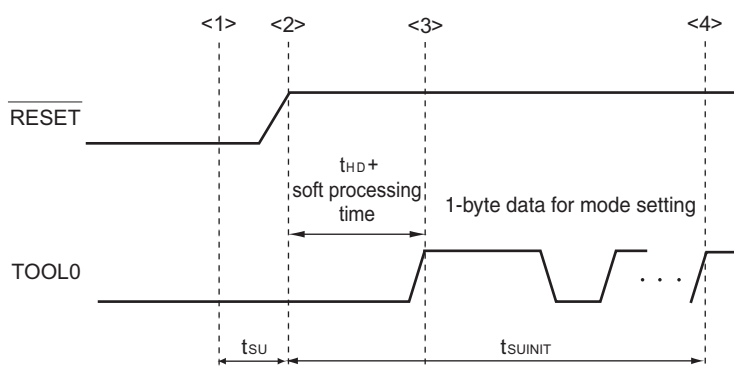 <1> <2> <3> <4>
RESET
tHD+
soft processing
time
1-byte data for mode setting
TOOL0
. . .
tSU
tSUINIT